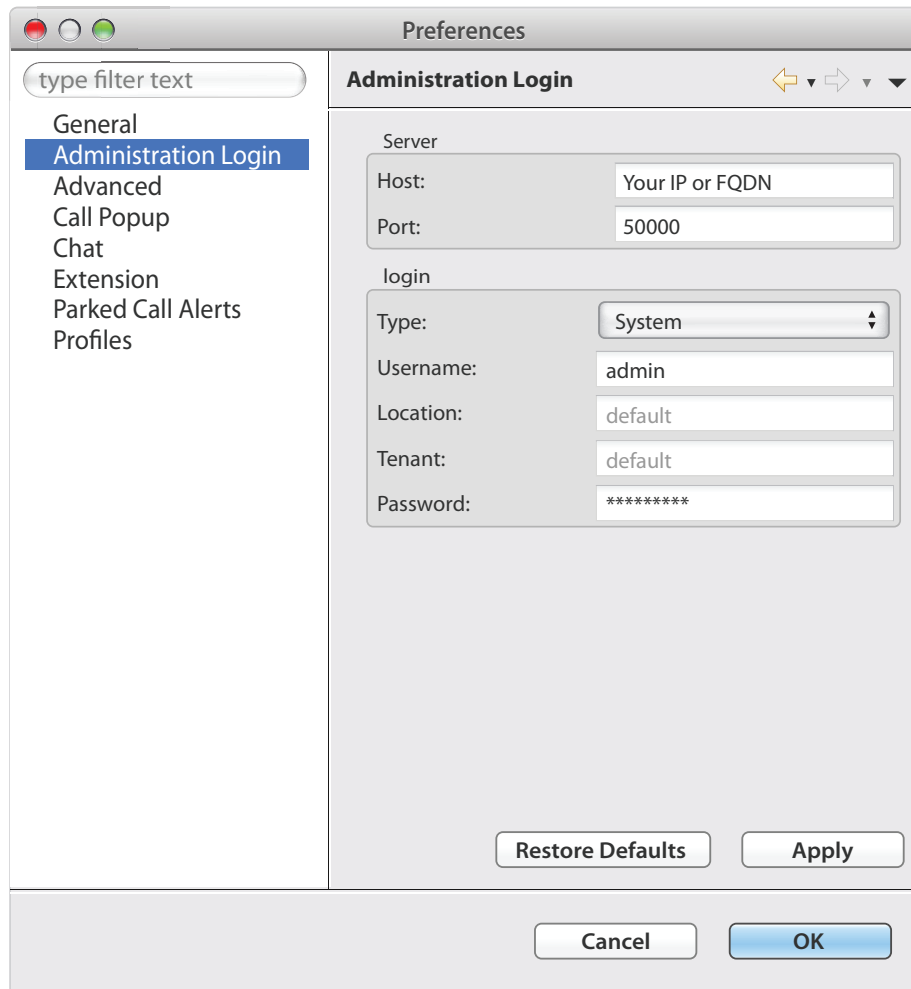 Preferences
type filter text
General
Administration Login
Advanced
Call Popup
Chat
Extension
Parked Call Alerts
Profiles
Administration Login
Server
Host: Your IP or FQDN
Port: 50000
login
Type: System
Username: admin
Location: default
Tenant: default
Password: *********
Restore Defaults Apply
Cancel OK